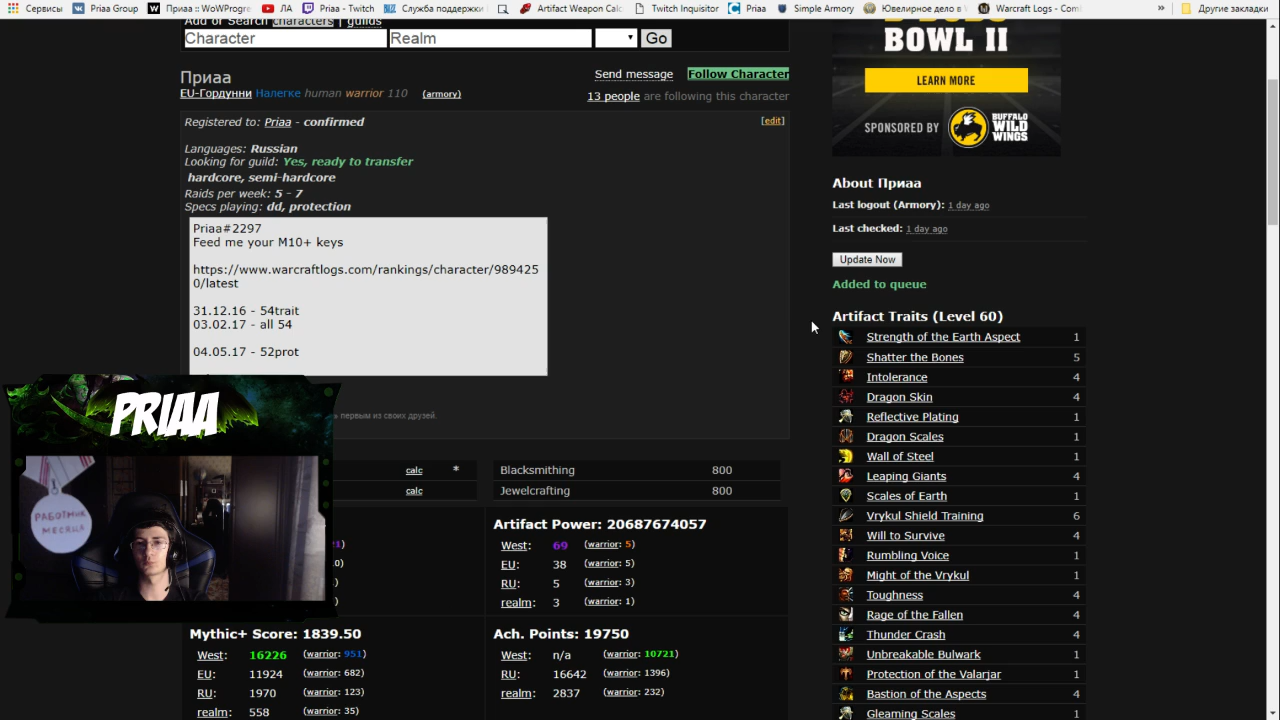 Сервисы Priaa Group Priaa :: WoWProgre ЛА Priaa - Twitch Служба поддержки Artifact Weapon Calc Twitch Inquisitor Priaa Simple Armory Ювелирное дело в Warcraft Logs - Com » Другие закладки
Add or Search characters | guilds
Character Realm Go
Приаа Send message Follow Character
EU-Гордунни Налегке human warrior 110 (armory) 13 people are following this character
Registered to: Priaa - confirmed [edit]
Languages: Russian
Looking for guild: Yes, ready to transfer
hardcore, semi-hardcore
Raids per week: 5 - 7
Specs playing: dd, protection
Priaa#2297
Feed me your M10+ keys
https://www.warcraftlogs.com/rankings/character/989425
0/latest
31.12.16 - 54trait
03.02.17 - all 54
04.05.17 - 52prot
первым из своих друзей.
calc * Blacksmithing 800
calc Jewelcrafting 800
Artifact Power: 20687674057
West: 69 (warrior: 5)
EU: 38 (warrior: 5)
RU: 5 (warrior: 3)
realm: 3 (warrior: 1)
Mythic+ Score: 1839.50
West: 16226 (warrior: 951)
EU: 11924 (warrior: 682)
RU: 1970 (warrior: 123)
realm: 558 (warrior: 35)
Ach. Points: 19750
West: n/a (warrior: 10721)
RU: 16642 (warrior: 1396)
realm: 2837 (warrior: 232)
PRIAA
РАБОТНИК
МЕСЯЦА
BOWL II
LEARN MORE
SPONSORED BY BUFFALO
WILD
WINGS
About Приаа
Last logout (Armory): 1 day ago
Last checked: 1 day ago
Update Now
Added to queue
Artifact Traits (Level 60)
Strength of the Earth Aspect 1
Shatter the Bones 5
Intolerance 4
Dragon Skin 4
Reflective Plating 1
Dragon Scales 1
Wall of Steel 1
Leaping Giants 4
Scales of Earth 1
Vrykul Shield Training 6
Will to Survive 4
Rumbling Voice 1
Might of the Vrykul 1
Toughness 4
Rage of the Fallen 4
Thunder Crash 4
Unbreakable Bulwark 1
Protection of the Valarjar 1
Bastion of the Aspects 4
Gleaming Scales 1